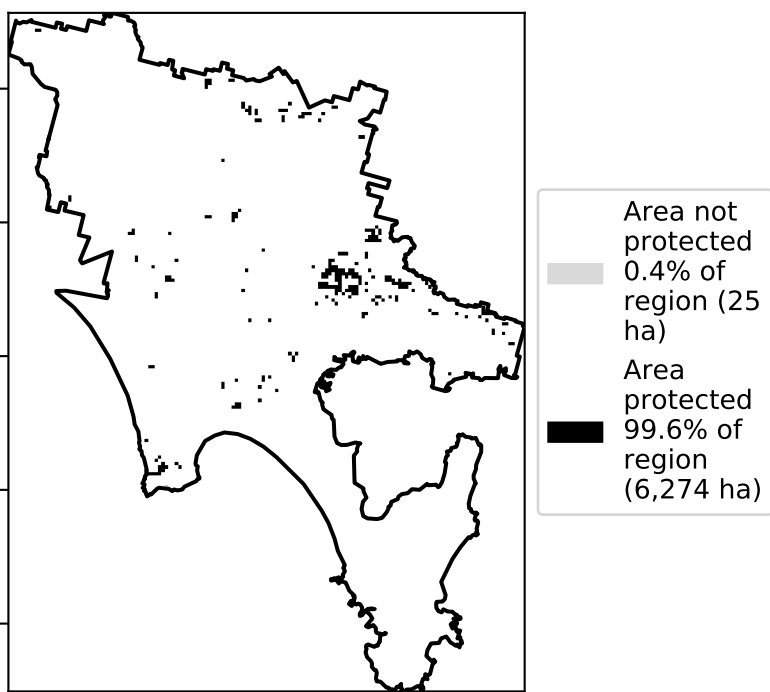 Area not
protected
0.4% of
region (25
ha)
Area
protected
99.6% of
region
(6,274 ha)